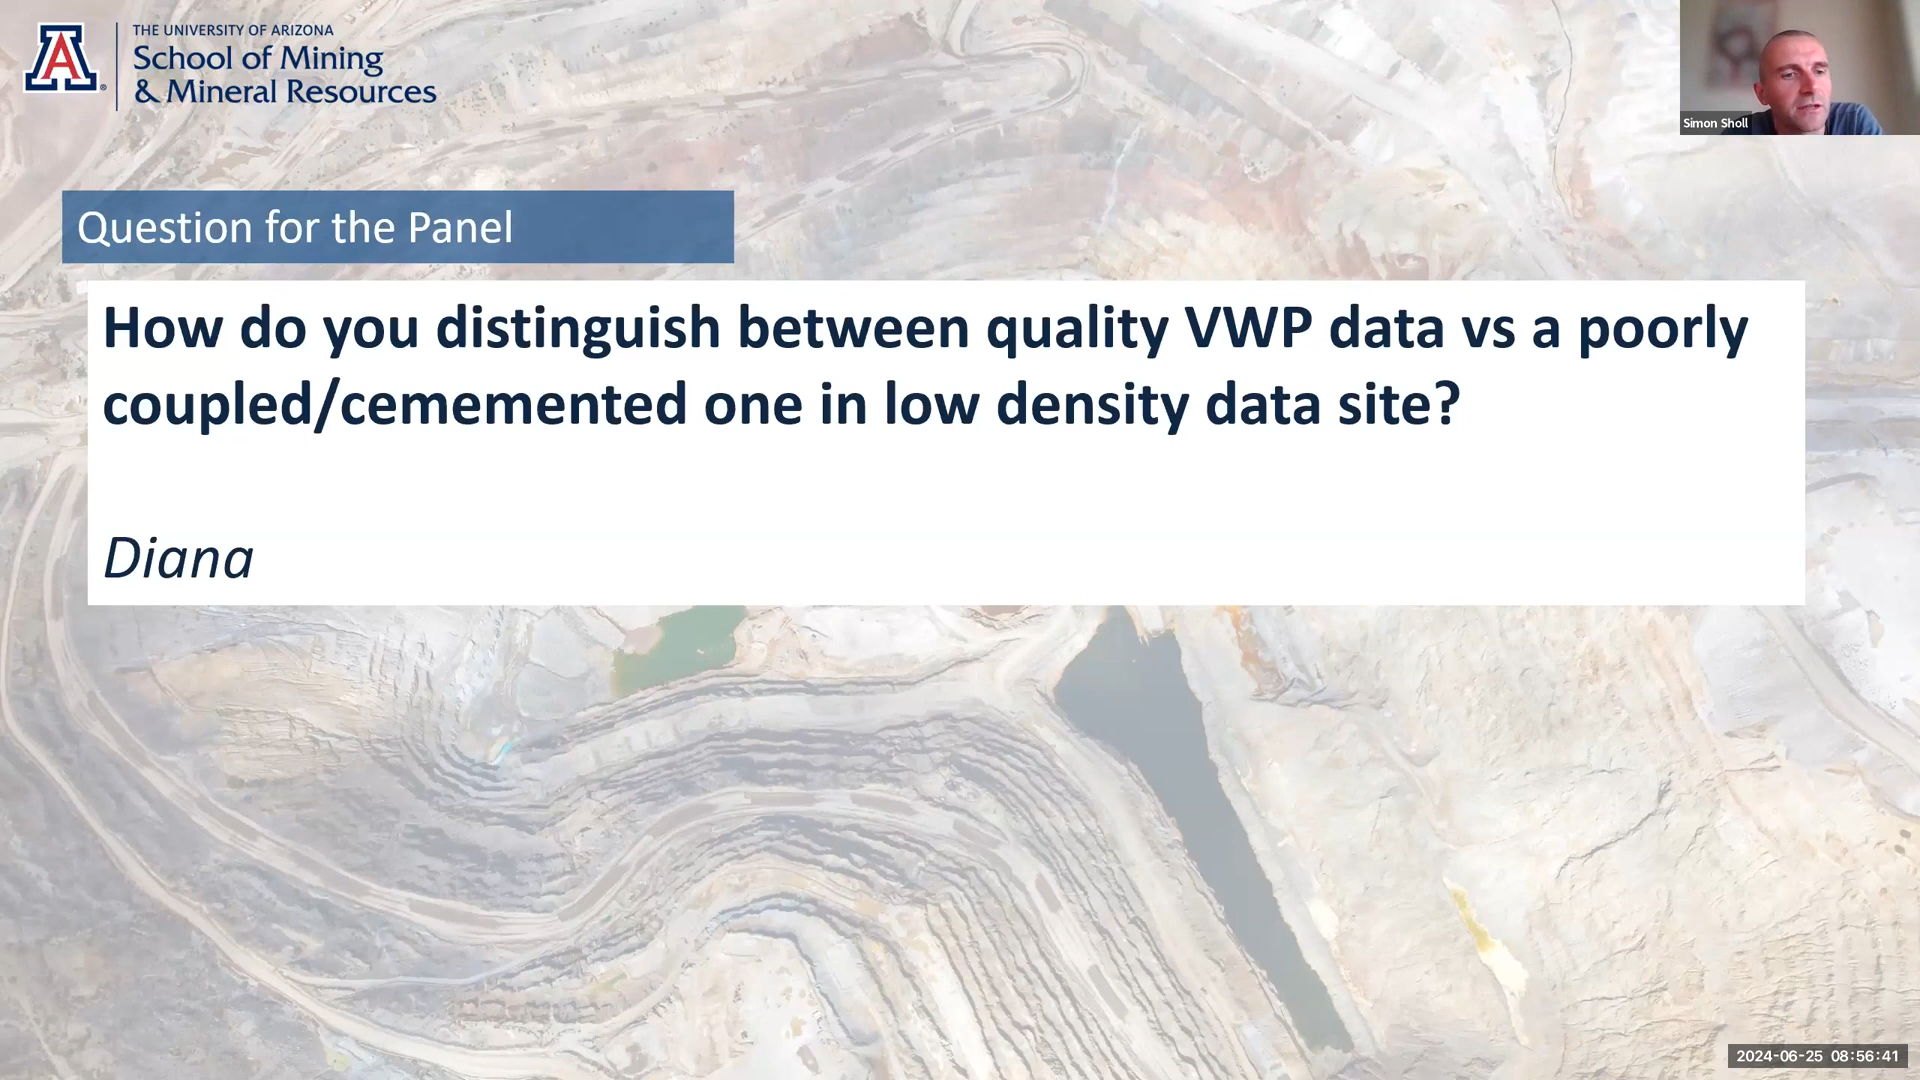 THE UNIVERSITY OF ARIZONA
School of Mining
& Mineral Resources
Simon Sholl
Question for the Panel
How do you distinguish between quality VWP data vs a poorly
coupled/cememented one in low density data site?
Diana
2024-06-25 08:56:41